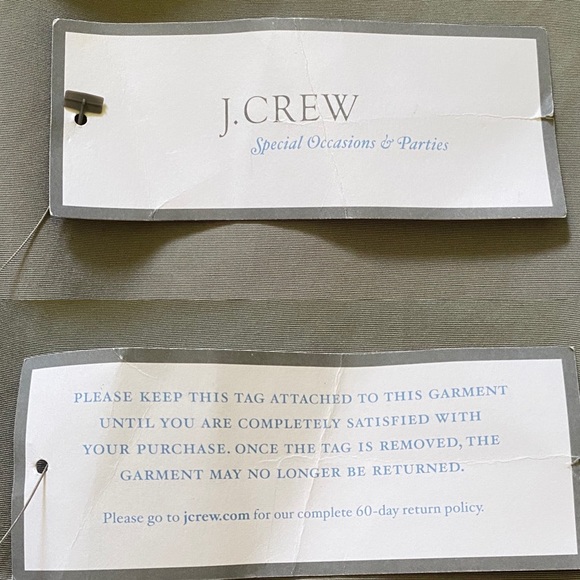 J.CREW
Special Occasions & Parties
PLEASE KEEP THIS TAG ATTACHED TO THIS GARMENT
UNTIL YOU ARE COMPLETELY SATISFIED WITH
YOUR PURCHASE. ONCE THE TAG IS REMOVED, THE
GARMENT MAY NO LONGER BE RETURNED.
Please go to jcrew.com for our complete 60-day return policy.